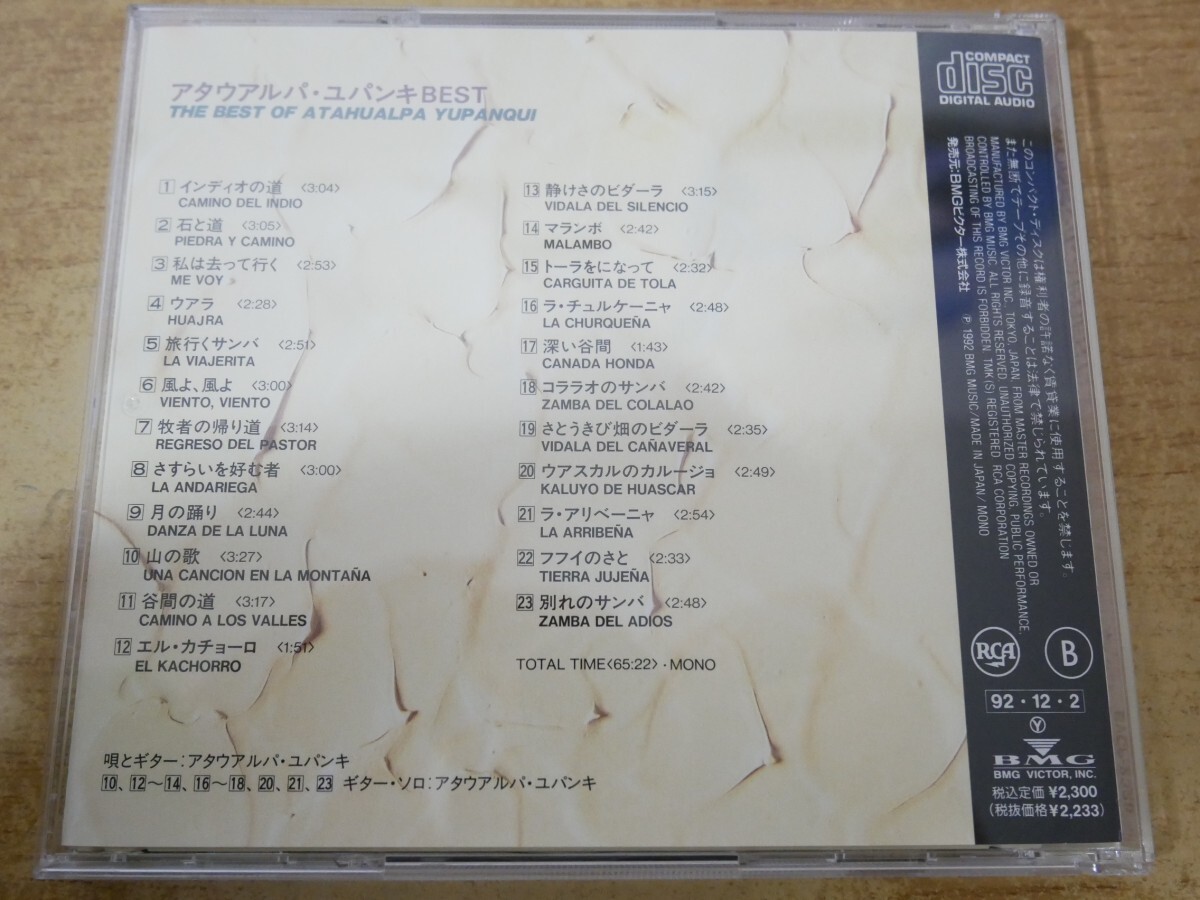 アタウアルパ・ユパンキBEST
THE BEST OF ATAHUALPA YUPANQUI
1 インディオの道 〈3:04〉
CAMINO DEL INDIO
2 石と道 〈3:05〉
PIEDRA Y CAMINO
3 私は去って行く 〈2:53〉
ME VOY
4 ウアラ 〈2:28〉
HUAJRA
5 旅行くサンバ 〈2:51〉
LA VIAJERITA
6 風よ、風よ 〈3:00〉
VIENTO, VIENTO
7 牧者の帰り道 〈3:14〉
REGRESO DEL PASTOR
8 さすらいを好む者 〈3:00〉
LA ANDARIEGA
9 月の踊り 〈2:44〉
DANZA DE LA LUNA
10 山の歌 〈3:27〉
UNA CANCION EN LA MONTAÑA
11 谷間の道 〈3:17〉
CAMINO A LOS VALLES
12 エル・カチョーロ 〈1:51〉
EL KACHORRO
13 静けさのビダーラ 〈3:15〉
VIDALA DEL SILENCIO
14 マランボ 〈2:42〉
MALAMBO
15 トーラをになって 〈2:32〉
CARGUITA DE TOLA
16 ラ・チュルケーニャ 〈2:48〉
LA CHURQUEÑA
17 深い谷間 〈1:43〉
CANADA HONDA
18 コララオのサンバ 〈2:42〉
ZAMBA DEL COLALAO
19 さとうきび畑のビダーラ 〈2:35〉
VIDALA DEL CAÑAVERAL
20 ウアスカルのカルージョ 〈2:49〉
KALUYO DE HUASCAR
21 ラ・アリベーニャ 〈2:54〉
LA ARRIBEÑA
22 フフイのさと 〈2:33〉
TIERRA JUJEÑA
23 別れのサンバ 〈2:48〉
ZAMBA DEL ADIOS
TOTAL TIME〈65:22〉・MONO
唄とギター：アタウアルパ・ユパンキ
10、12〜14、16〜18、20、21、23 ギター・ソロ：アタウアルパ・ユパンキ
COMPACT
disc
DIGITAL AUDIO
このコンパクト・ディスクは権利者の許諾なく賃貸業に使用することを禁じます。
また無断でテープその他に録音することは法律で禁じられています。
MANUFACTURED BY BMG VICTOR INC. TOKYO, JAPAN, FROM MASTER RECORDINGS OWNED OR
CONTROLLED BY BMG MUSIC. ALL RIGHTS RESERVED, UNAUTHORIZED COPYING, PUBLIC PERFORMANCE,
BROADCASTING OF THIS RECORD IS FORBIDDEN. TMK(S) REGISTERED RCA CORPORATION
発売元:BMGビクター株式会社 ℗ 1992 BMG MUSIC/MADE IN JAPAN/MONO
RCA
B
92・12・2
Y
BMG
BMG VICTOR, INC.
税込定価 ¥2,300
(税抜価格 ¥2,233)